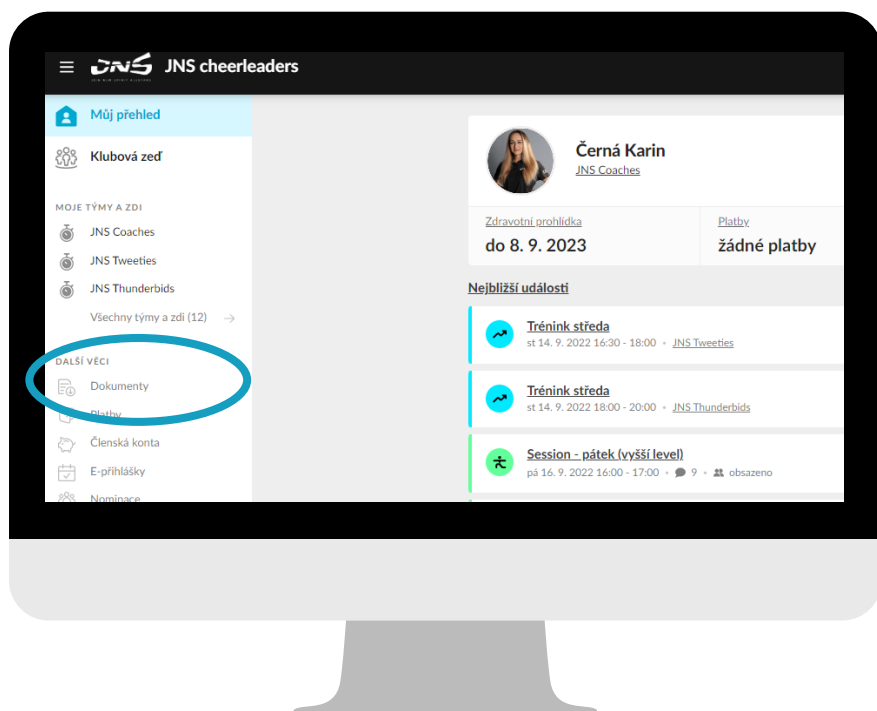 JNS JNS cheerleaders
Můj přehled
Klubová zeď
MOJE TÝMY A ZDI
JNS Coaches
JNS Tweeties
JNS Thunderbids
Všechny týmy a zdi (12)
DALŠÍ VĚCI
Dokumenty
Platby
Členská konta
E-přihlášky
Nominace
Černá Karin
JNS Coaches
Zdravotní prohlídka
do 8. 9. 2023
Platby
žádné platby
Nejbližší události
Trénink středa
st 14. 9. 2022 16:30 - 18:00 • JNS Tweeties
Trénink středa
st 14. 9. 2022 18:00 - 20:00 • JNS Thunderbids
Session - pátek (vyšší level)
pá 16. 9. 2022 16:00 - 17:00 • 9 • obsazeno